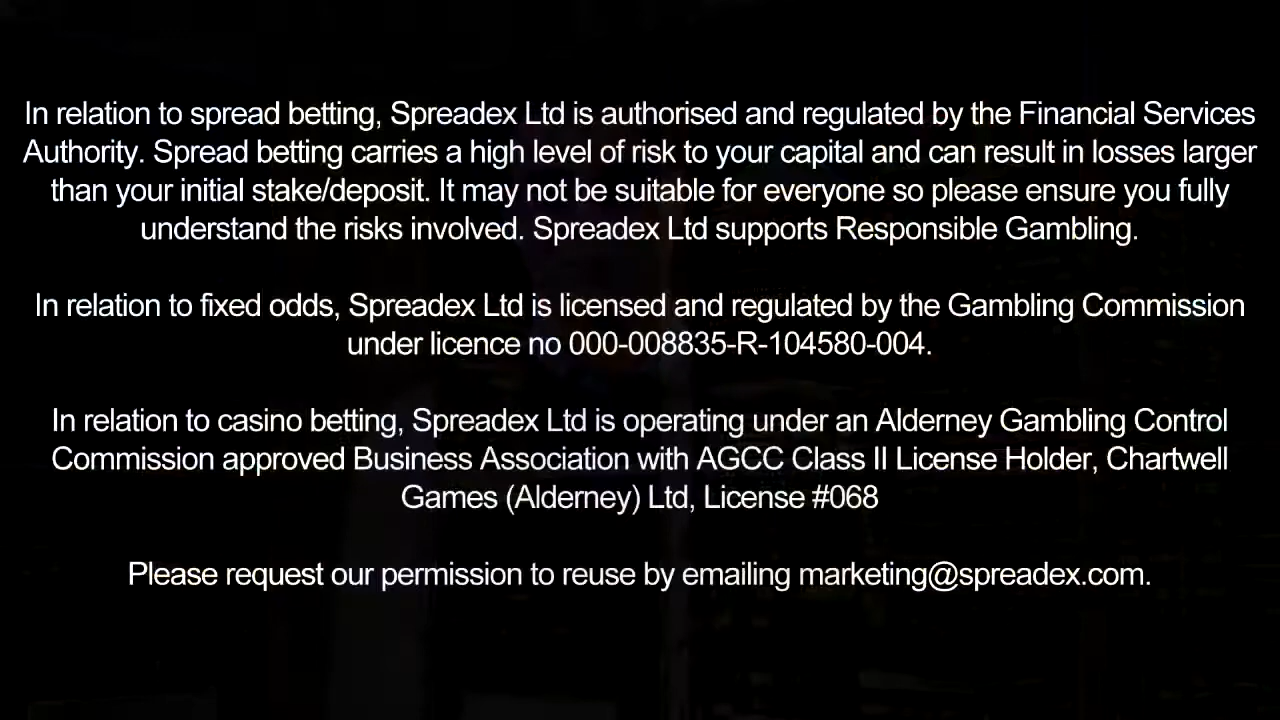 In relation to spread betting, Spreadex Ltd is authorised and regulated by the Financial Services
Authority. Spread betting carries a high level of risk to your capital and can result in losses larger
than your initial stake/deposit. It may not be suitable for everyone so please ensure you fully
understand the risks involved. Spreadex Ltd supports Responsible Gambling.
In relation to fixed odds, Spreadex Ltd is licensed and regulated by the Gambling Commission
under licence no 000-008835-R-104580-004.
In relation to casino betting, Spreadex Ltd is operating under an Alderney Gambling Control
Commission approved Business Association with AGCC Class II License Holder, Chartwell
Games (Alderney) Ltd, License #068
Please request our permission to reuse by emailing marketing@spreadex.com.